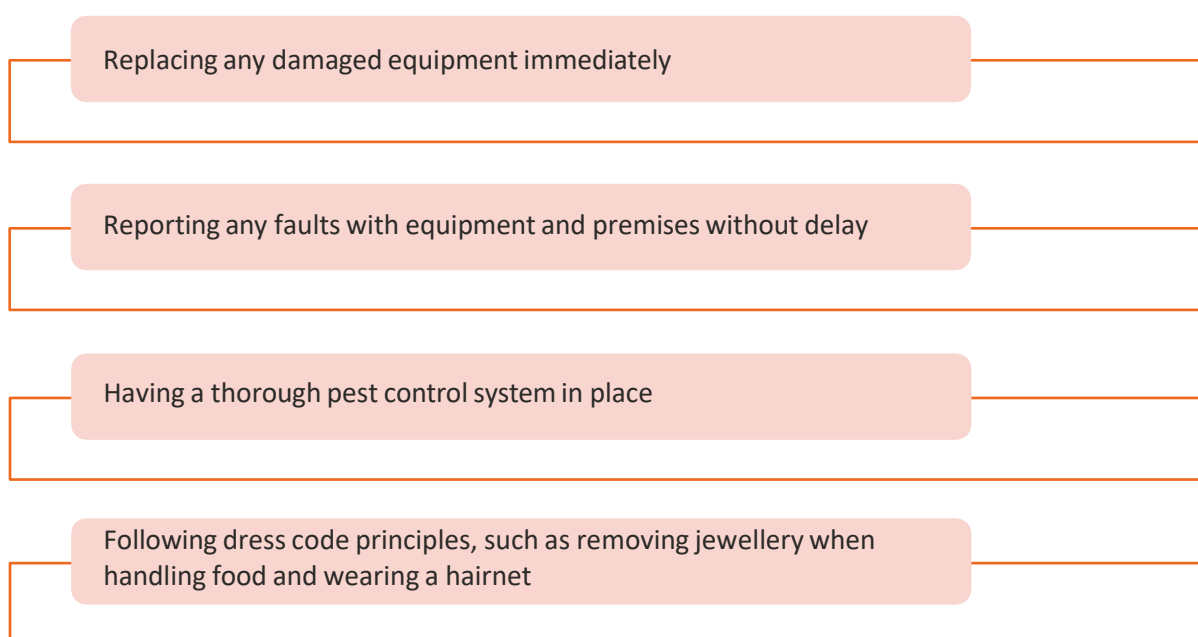 Replacing any damaged equipment immediately
Reporting any faults with equipment and premises without delay
Having a thorough pest control system in place
Following dress code principles, such as removing jewellery when
handling food and wearing a hairnet